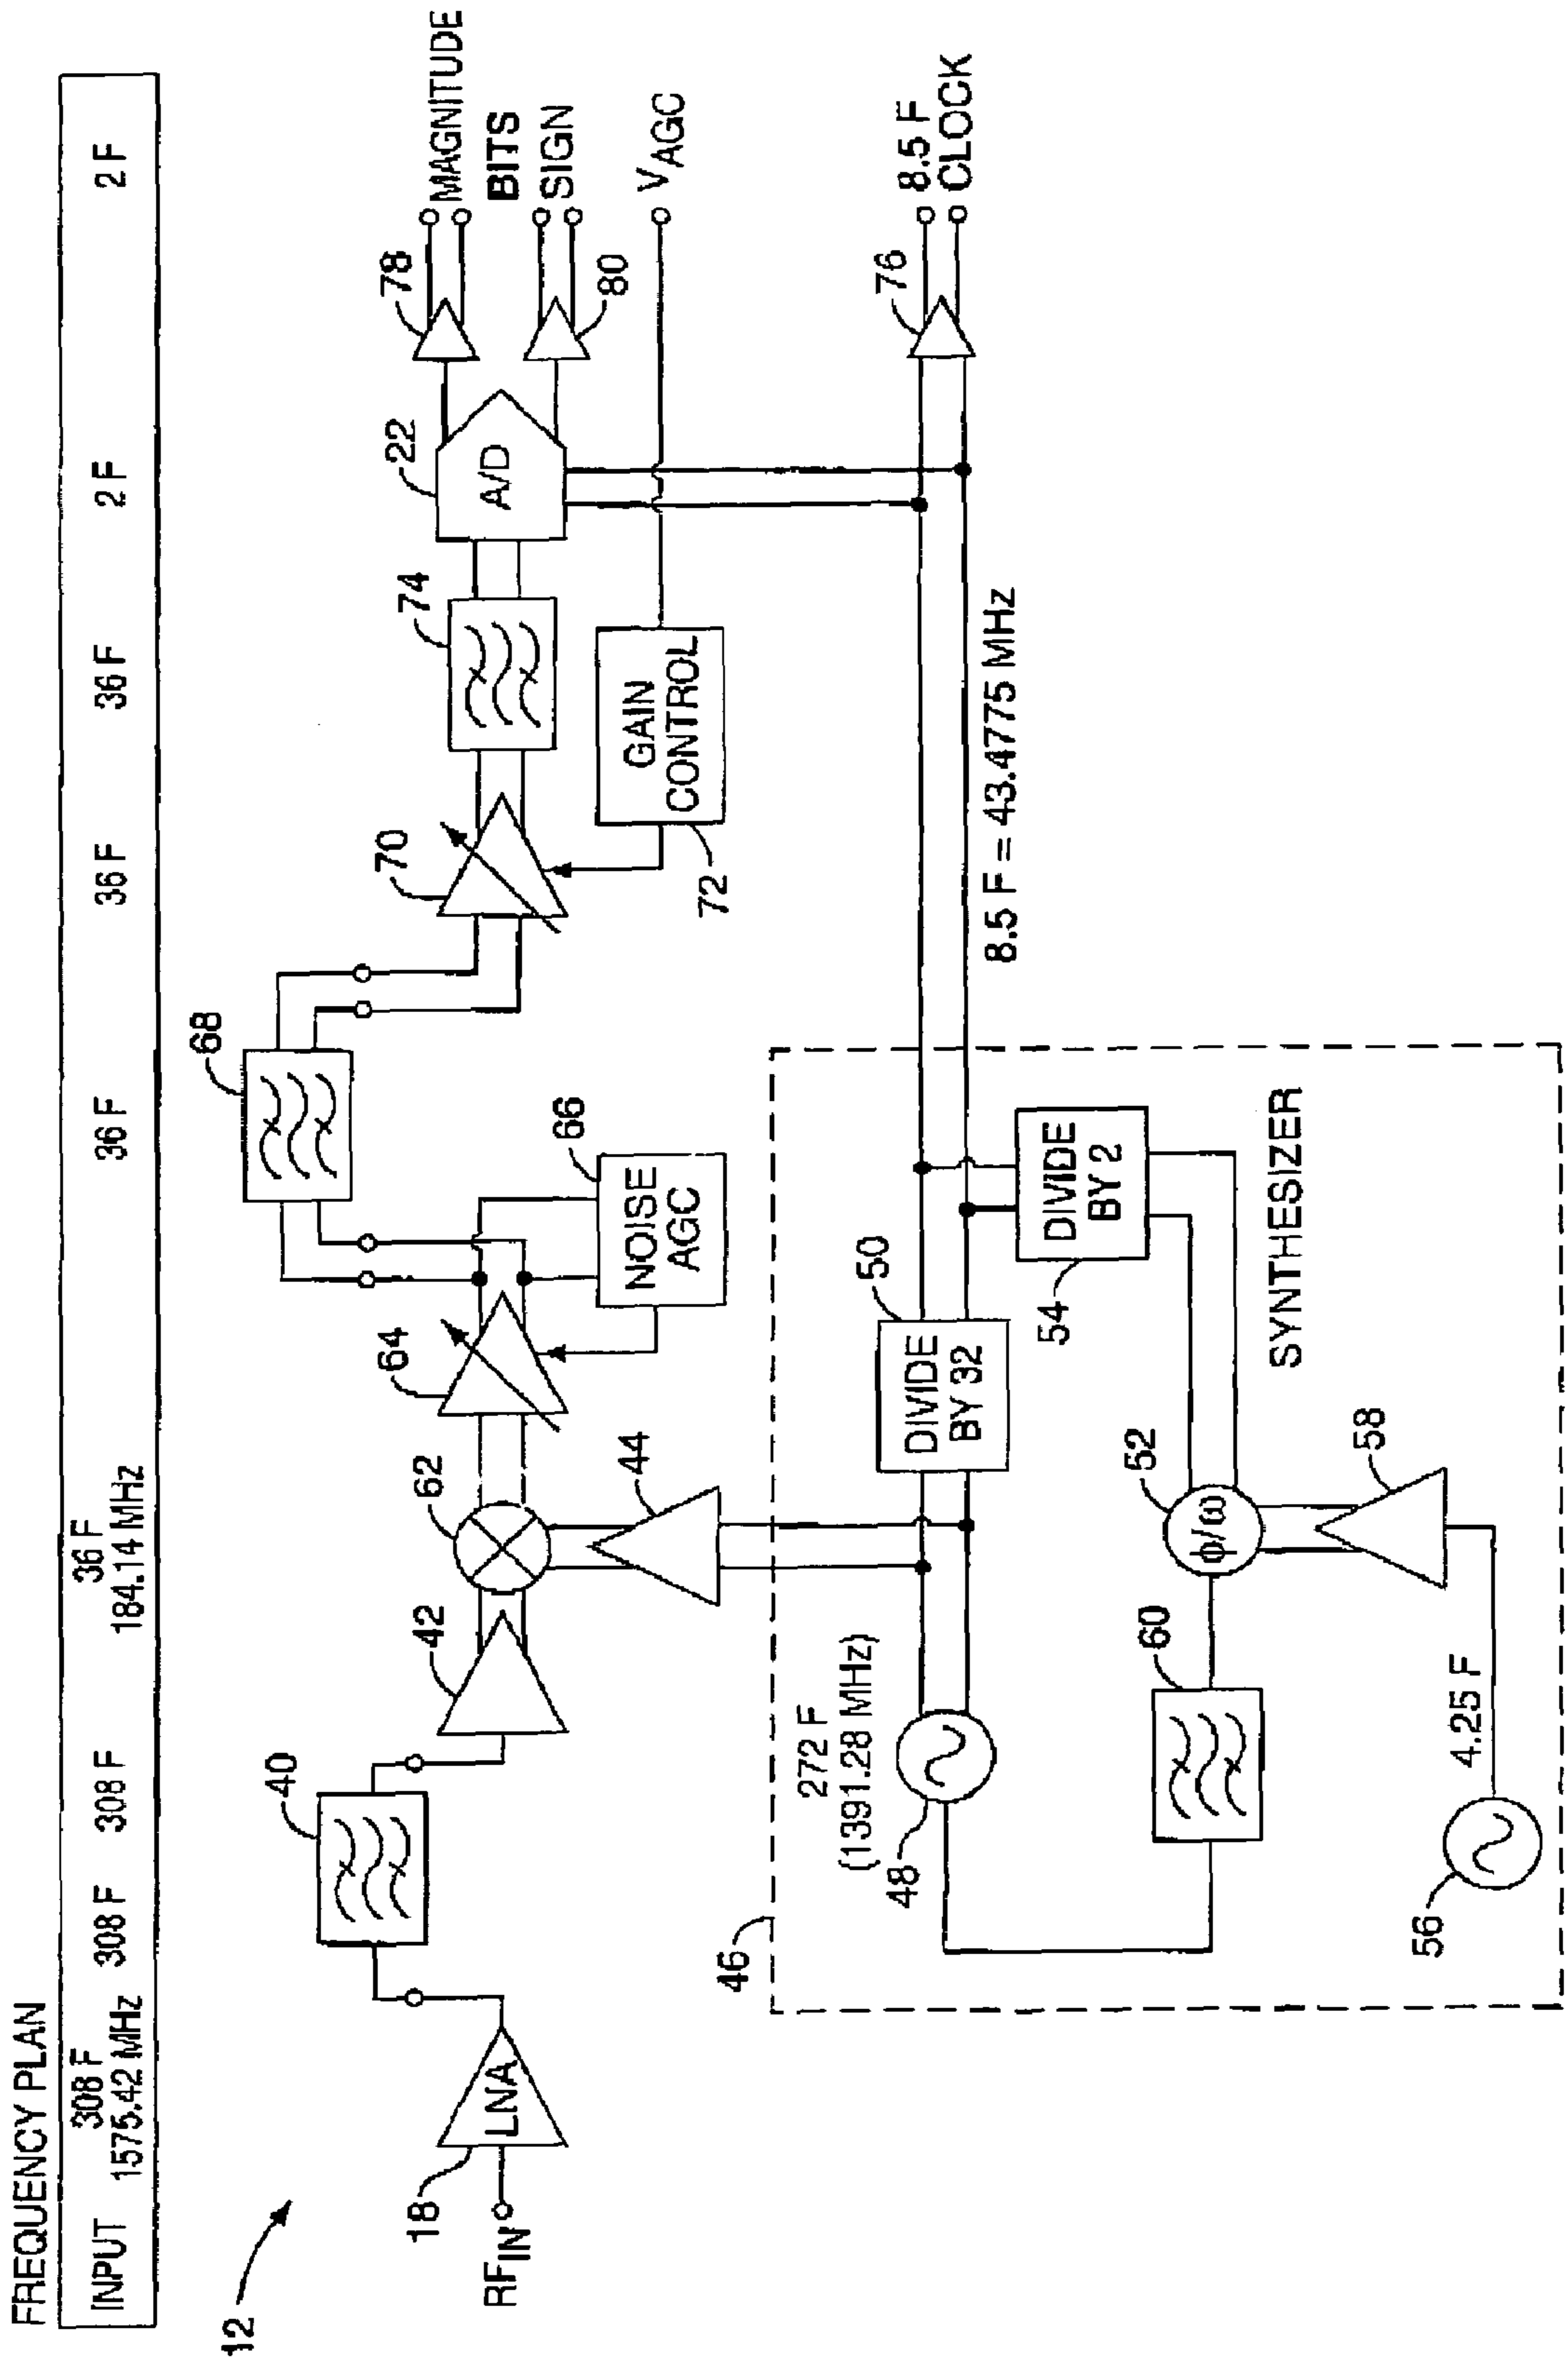 FREQUENCY PLAN
INPUT 308 F 308 F 308 F 36 F 36 F 36 F 36 F 2 F 2 F
1575.42 MHz 184.14 MHz
12
RFIN
18
LNA
40
42
62
44
64
66
NOISE
AGC
68
70
72
GAIN
CONTROL
74
22
A/D
78
MAGNITUDE
BITS
80
SIGN
VAGC
76
8.5 F
CLOCK
8.5 F = 43.4775 MHz
46
272 F
(1391.28 MHz)
48
50
DIVIDE
BY 32
54
DIVIDE
BY 2
52
ϕ/ω
58
60
4.25 F
56
SYNTHESIZER